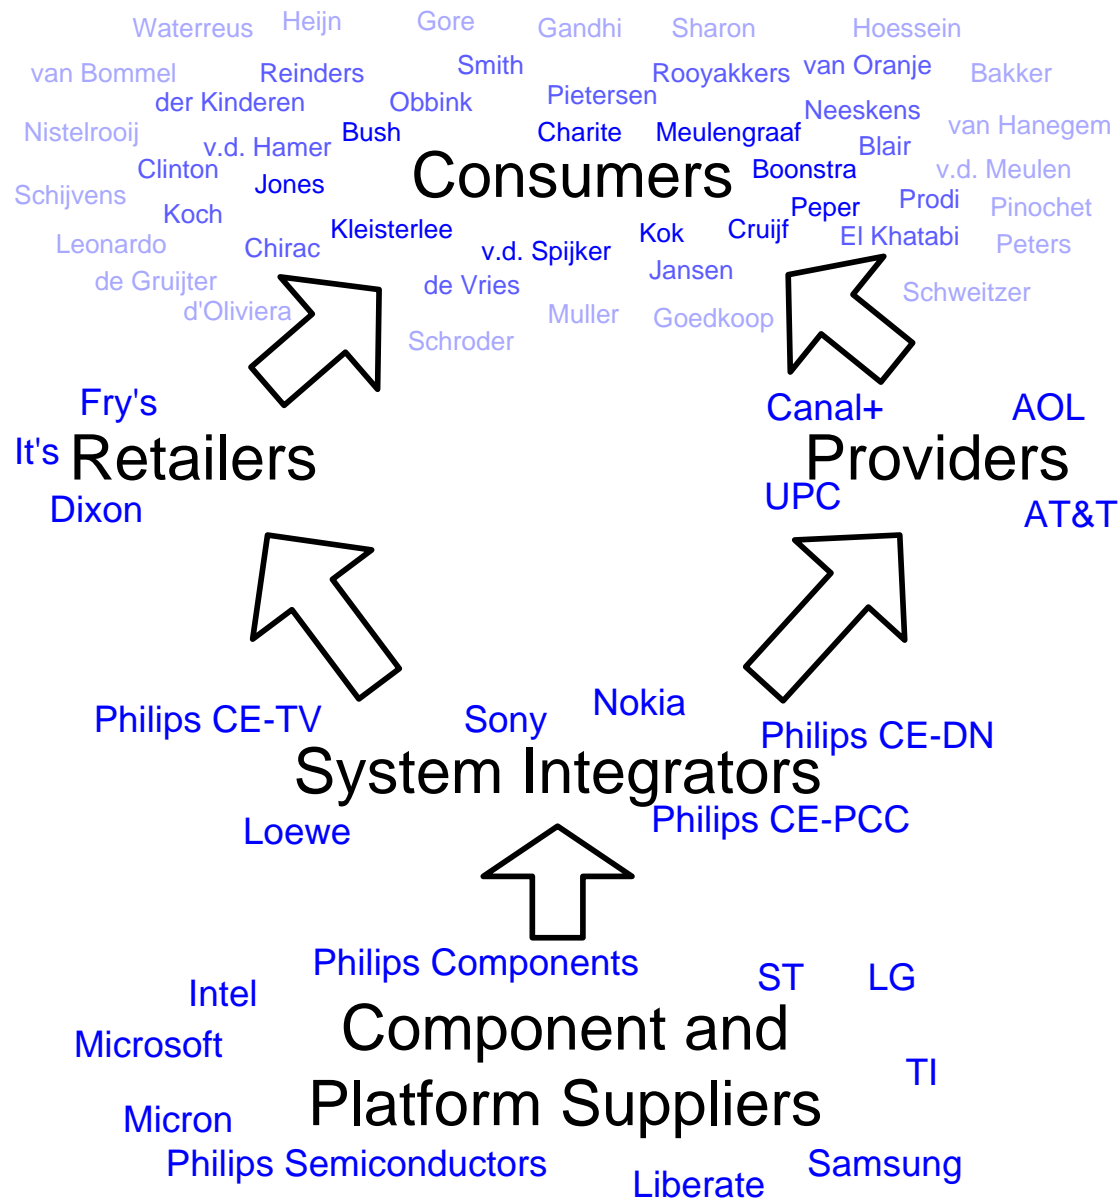 Waterreus
Heijn
Gore
Gandhi
Sharon
Hoessein
van Bommel
Reinders
Smith
Rooyakkers
van Oranje
Bakker
der Kinderen
Obbink
Pietersen
Neeskens
Nistelrooij
v.d. Hamer
Bush
Charite
Meulengraaf
Blair
van Hanegem
Clinton
Jones
Consumers
Boonstra
v.d. Meulen
Schijvens
Koch
Kleisterlee
Peper
Prodi
Pinochet
Leonardo
Chirac
v.d. Spijker
Kok
Cruijf
El Khatabi
Peters
de Gruijter
de Vries
Jansen
d'Oliviera
Muller
Goedkoop
Schweitzer
Schroder
Fry's
Canal+
AOL
It's
Retailers
Providers
Dixon
UPC
AT&T
Philips CE-TV
Sony
Nokia
Philips CE-DN
System Integrators
Loewe
Philips CE-PCC
Philips Components
ST
LG
Intel
Microsoft
Component and
TI
Micron
Platform Suppliers
Philips Semiconductors
Liberate
Samsung